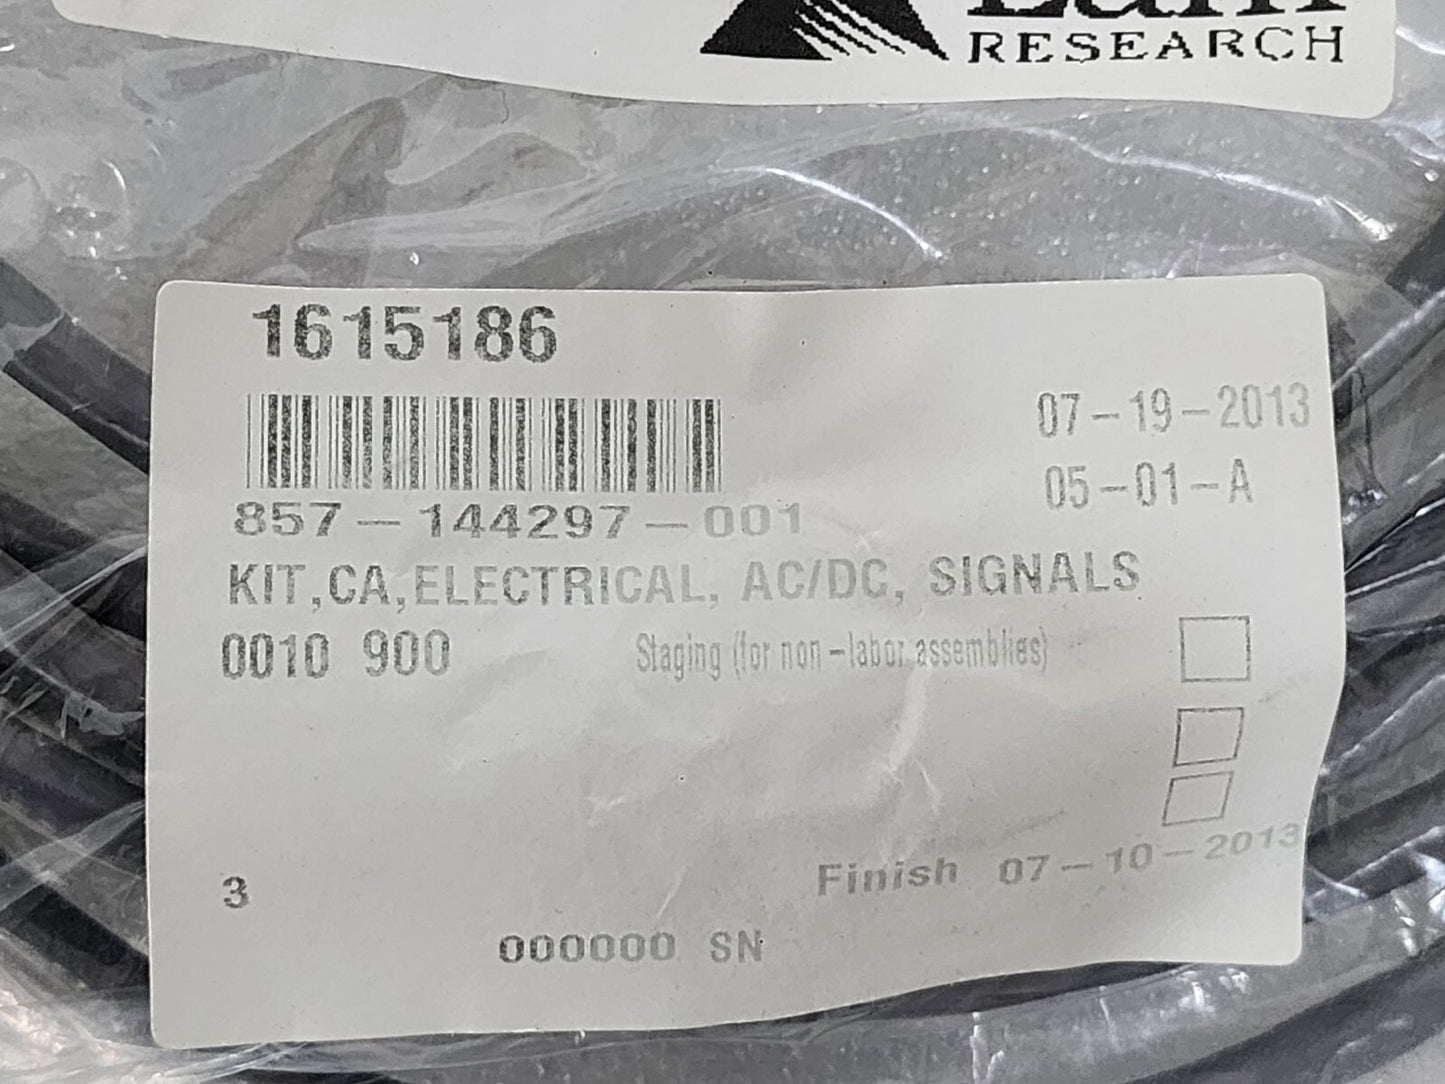 Lam
RESEARCH
1615186
07-19-2013
05-01-A
857-144297-001
KIT,CA,ELECTRICAL, AC/DC, SIGNALS
0010 900 Staging (for non-labor assemblies)
3 Finish 07-10-2013
000000 SN